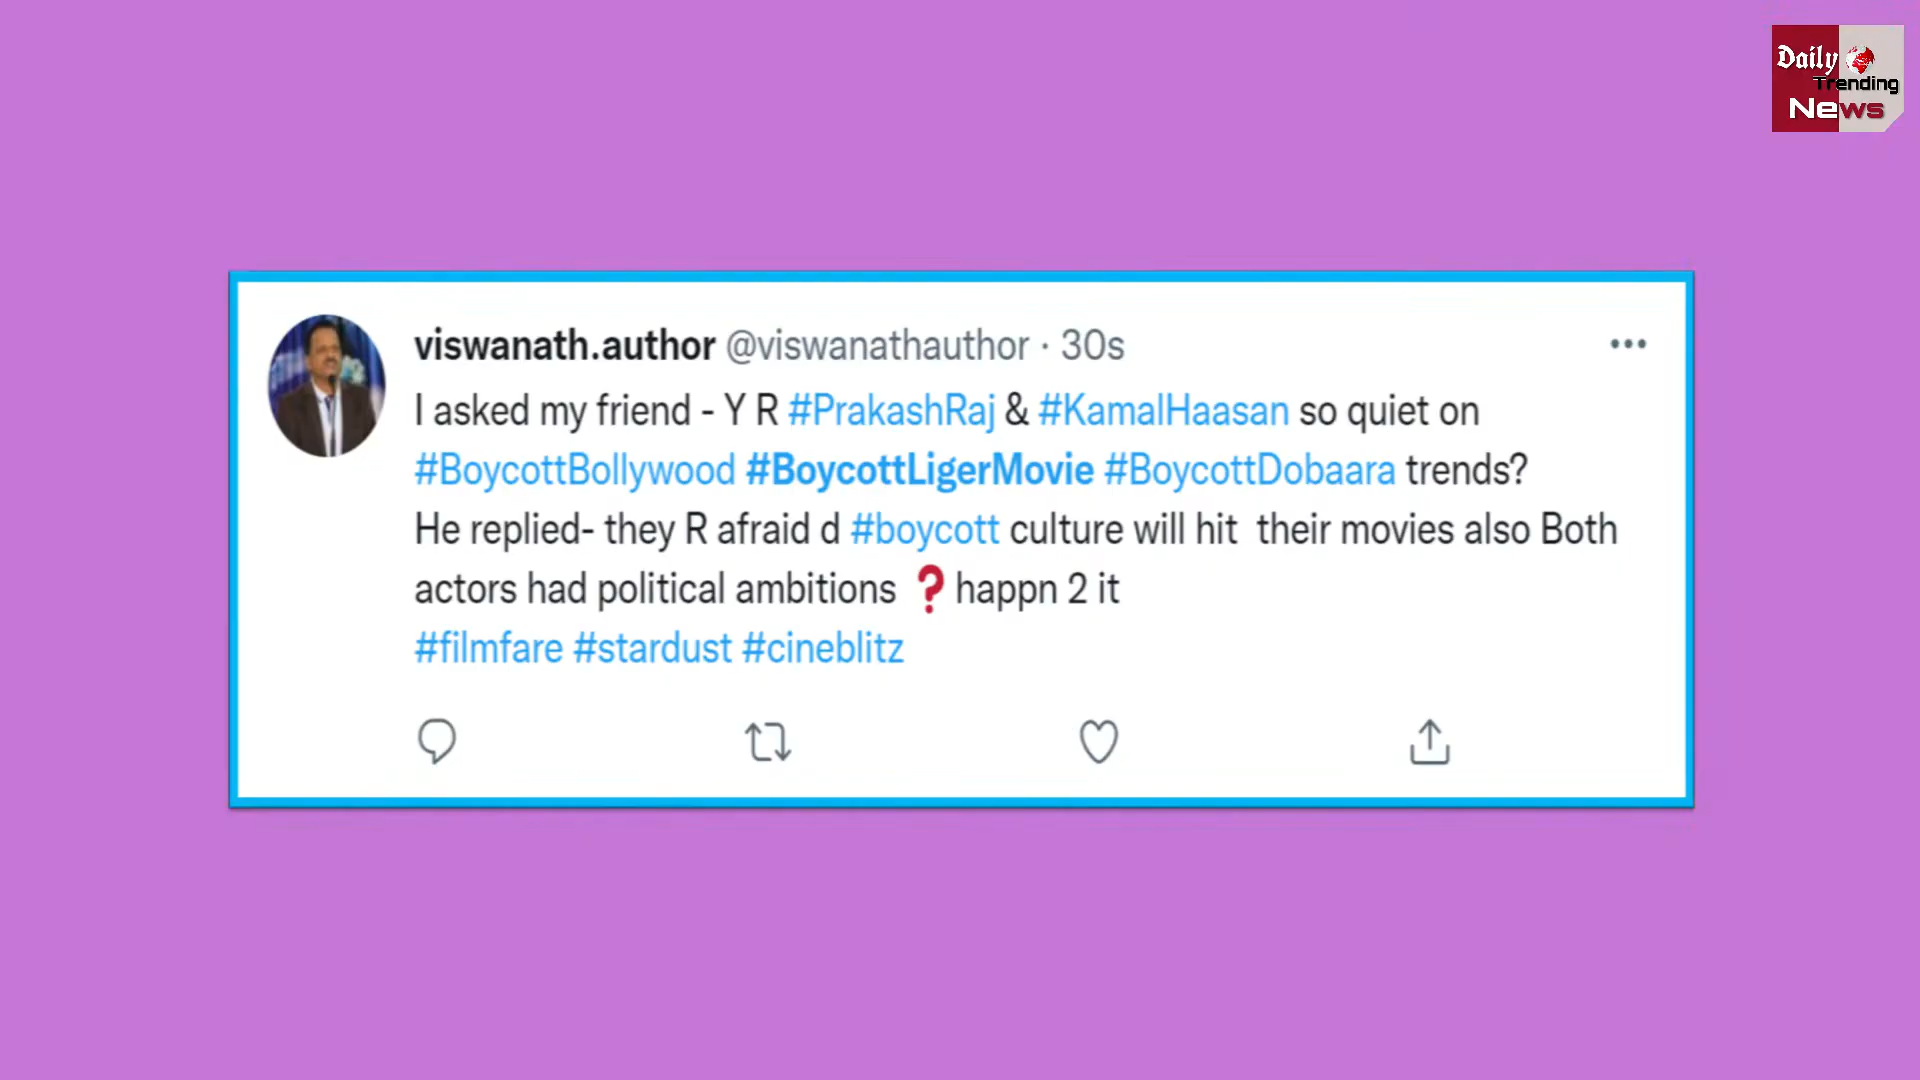 Daily
Trending
News
viswanath.author @viswanathauthor · 30s
I asked my friend - Y R #PrakashRaj & #KamalHaasan so quiet on
#BoycottBollywood #BoycottLigerMovie #BoycottDobaara trends?
He replied- they R afraid d #boycott culture will hit  their movies also Both
actors had political ambitions ❓happn 2 it
#filmfare #stardust #cineblitz